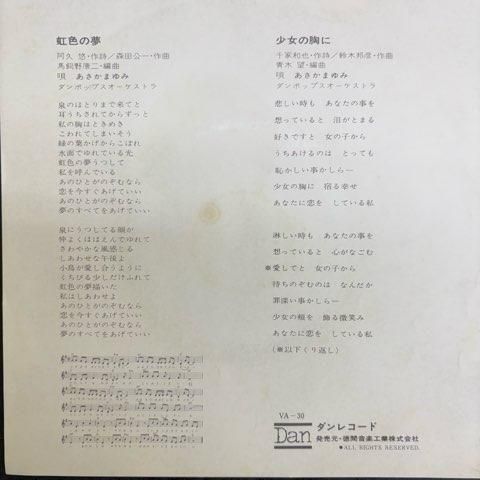 虹色の夢
阿久 悠・作詩／森田公一・作曲
馬飼野康二・編曲
唄 あさかまゆみ
ダンポップスオーケストラ
泉のほとりまで来てと
耳うちされてからずっと
私の胸はときめき
こわれてしまいそう
緑の葉かげからこぼれ
水面でゆれている光
虹色の夢うつして
私を呼んでいる
あのひとがのぞむなら
恋を今すぐあげていい
あのひとがのぞむなら
夢のすべてをあげていい
泉にうつしてる顔が
仲よくほほえんでゆれて
さわやかな風感じる
しあわせな午後よ
小鳥が愛し合うように
くちびる少しだけふれて
虹色の夢描いた
私はしあわせよ
あのひとがのぞむなら
恋を今すぐあげていい
あのひとがのぞむなら
夢のすべてをあげていい
少女の胸に
千家和也・作詩／鈴木邦彦・作曲
青木 望・編曲
唄 あさかまゆみ
ダンポップスオーケストラ
悲しい時も あなたの事を
想っていると 泪がとまる
好きですと 女の子から
うちあけるのは とっても
恥かしい事かしら―
少女の胸に 宿る幸せ
あなたに恋を している私
淋しい時も あなたの事を
想っていると 心がなごむ
※愛してと 女の子から
待ちのぞむのは なんだか
罪深い事かしら―
少女の頬を 飾る微笑み
あなたに恋を している私
（※以下くり返し）
VA－30
Dan ダンレコード
発売元・徳間音楽工業株式会社
●ALL RIGHTS RESERVED.